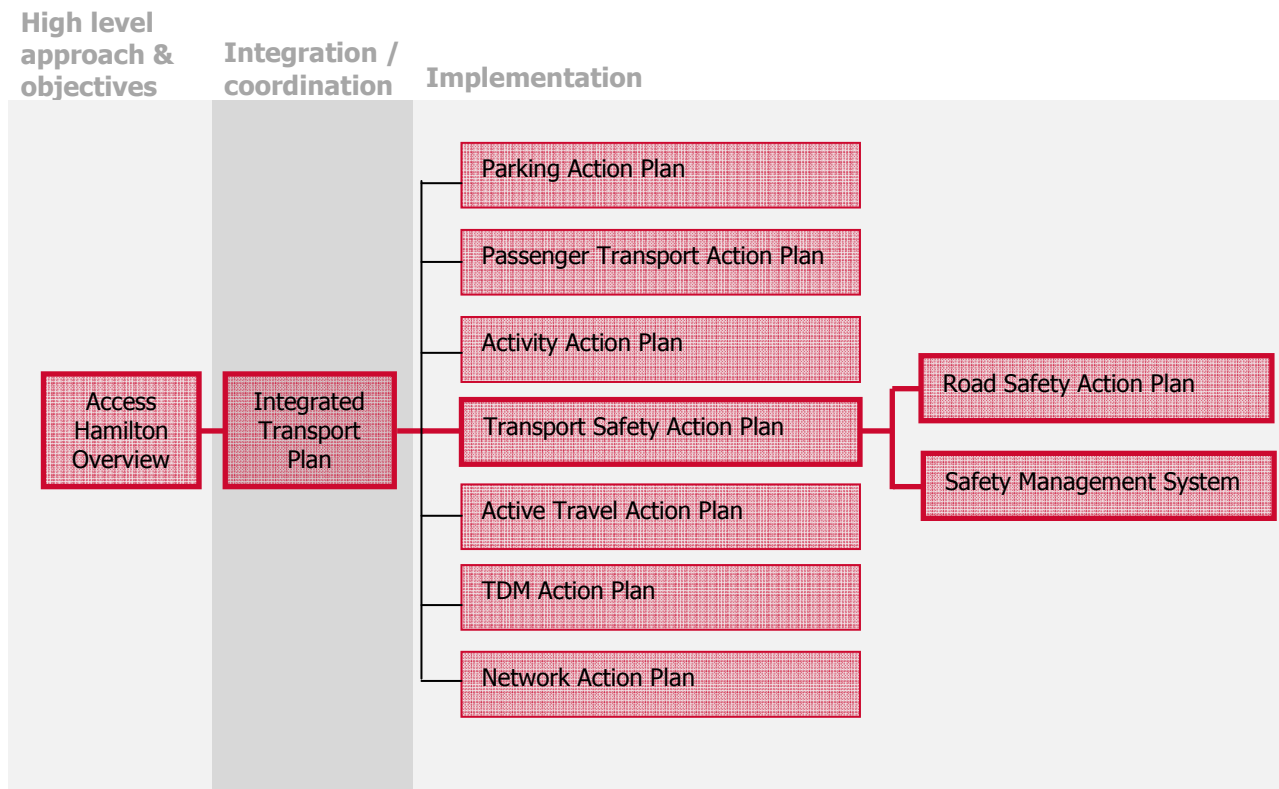 High level
approach &
objectives
Integration /
coordination
Implementation
Parking Action Plan
Passenger Transport Action Plan
Activity Action Plan
Access
Hamilton
Overview
Integrated
Transport
Plan
Transport Safety Action Plan
Road Safety Action Plan
Safety Management System
Active Travel Action Plan
TDM Action Plan
Network Action Plan